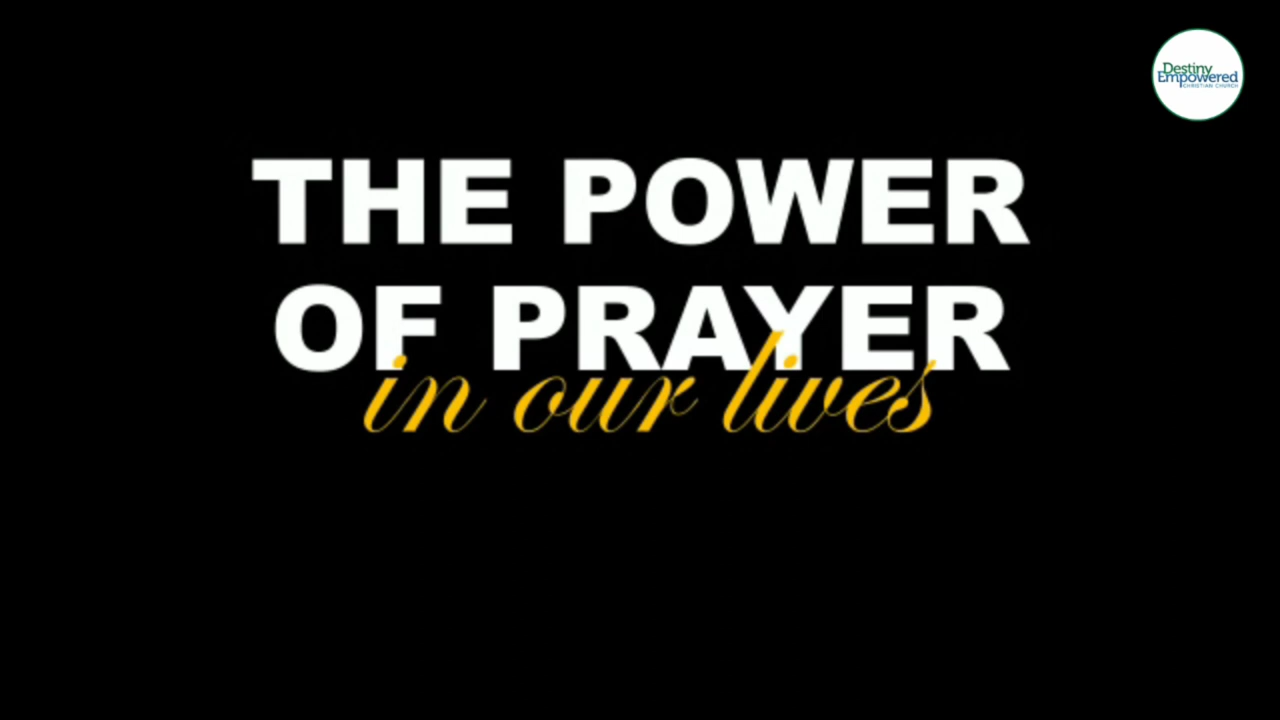 Destiny
Empowered
CHRISTIAN CHURCH
THE POWER
OF PRAYER
in our lives